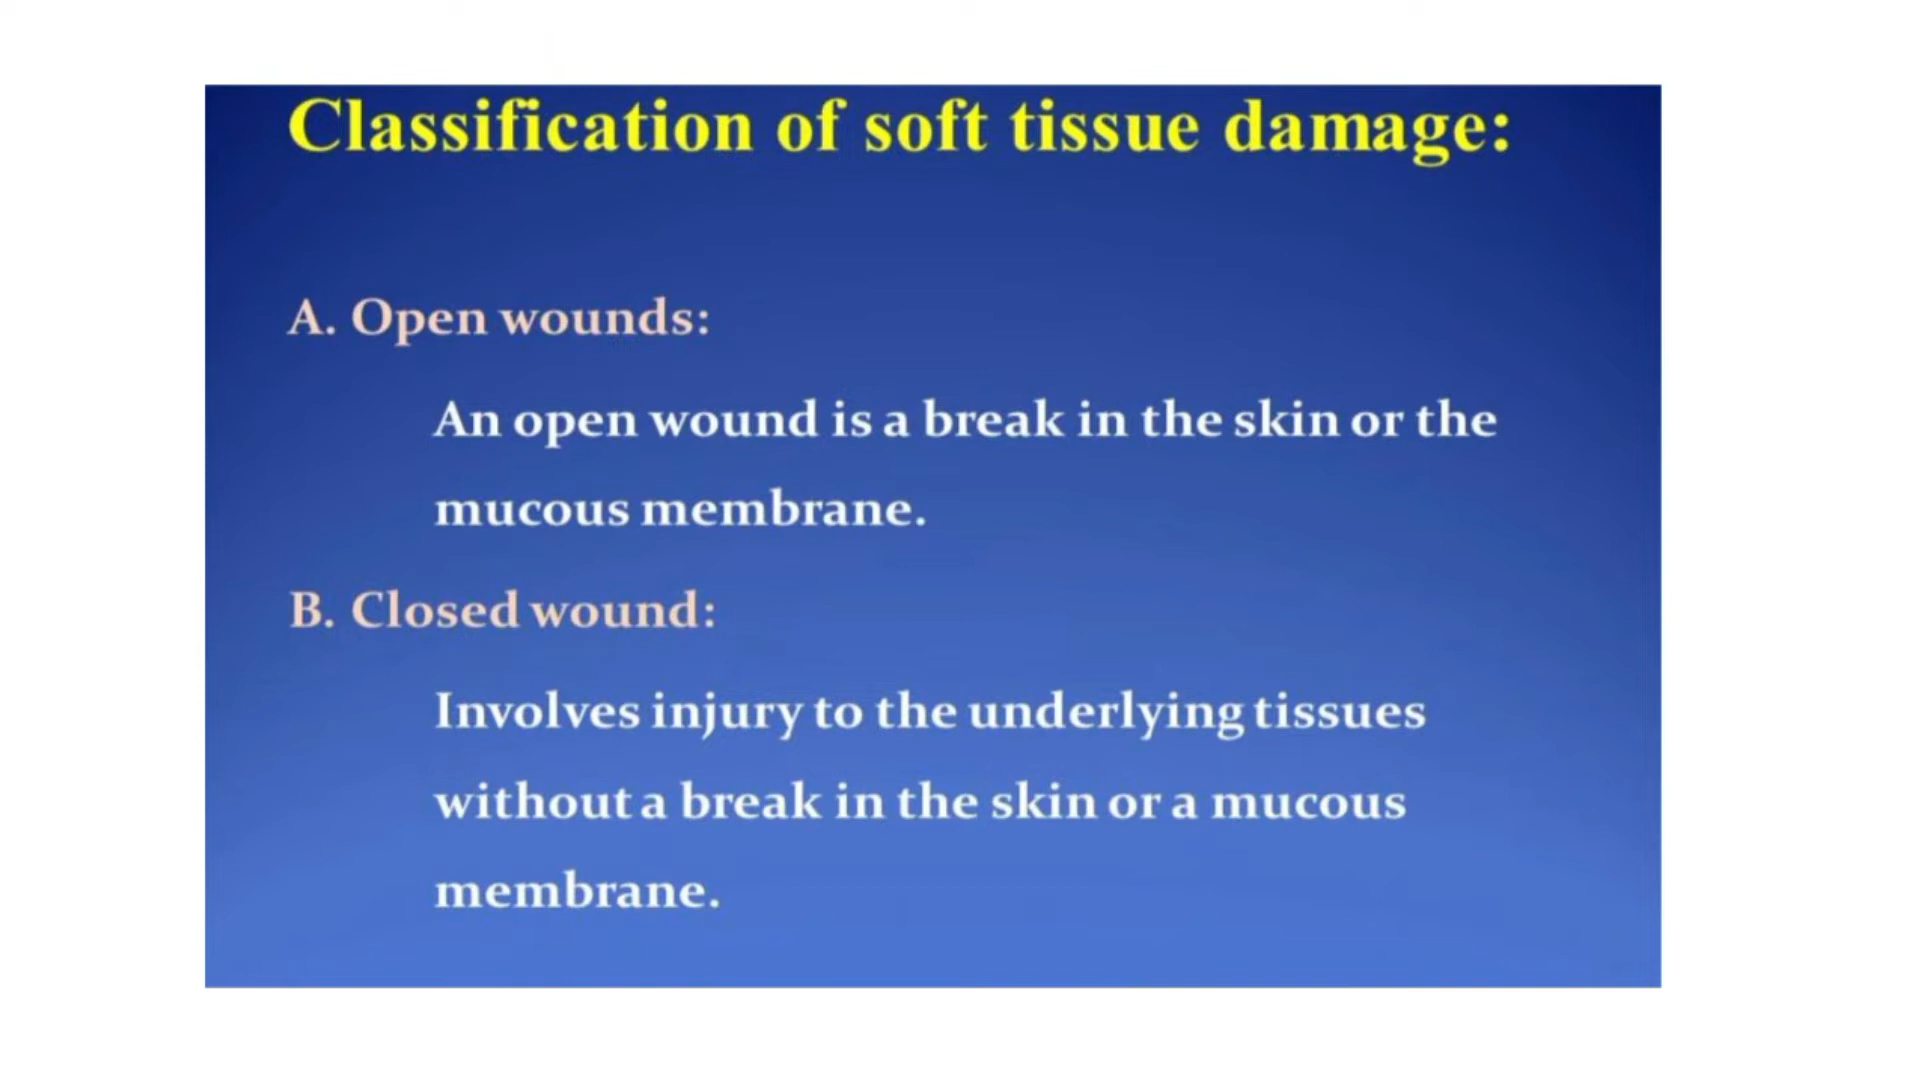 Classification of soft tissue damage:
A. Open wounds:
An open wound is a break in the skin or the
mucous membrane.
B. Closed wound:
Involves injury to the underlying tissues
without a break in the skin or a mucous
membrane.